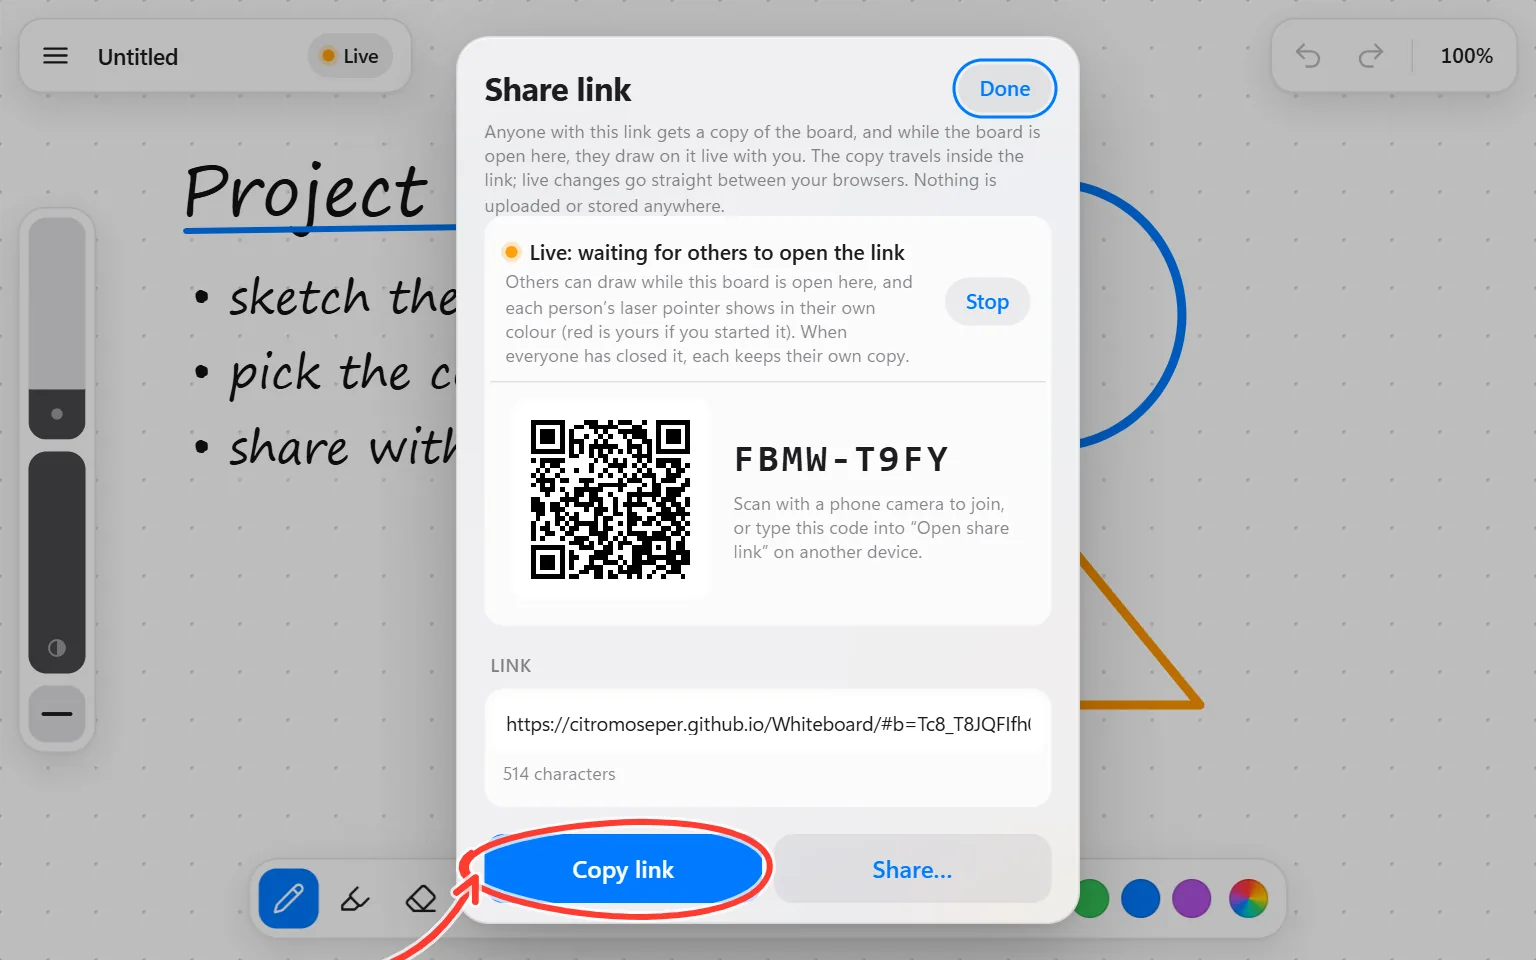 Untitled
Live
100%
Project
• sketch the
• pick the
• share with
Share link
Done
Anyone with this link gets a copy of the board, and while the board is
open here, they draw on it live with you. The copy travels inside the
link; live changes go straight between your browsers. Nothing is
uploaded or stored anywhere.
Live: waiting for others to open the link
Others can draw while this board is open here, and
each person’s laser pointer shows in their own
colour (red is yours if you started it). When
everyone has closed it, each keeps their own copy.
Stop
FBMW-T9FY
Scan with a phone camera to join,
or type this code into “Open share
link” on another device.
LINK
https://citromoseper.github.io/Whiteboard/#b=Tc8_T8JQFIfh
514 characters
Copy link
Share...